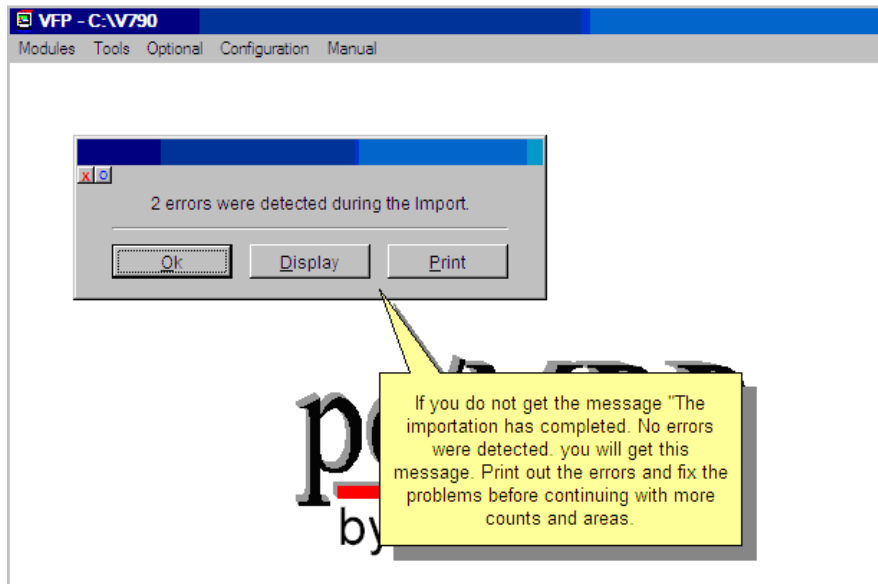 VFP - C:\V790
Modules Tools Optional Configuration Manual
X O
2 errors were detected during the Import.
Ok Display Print
If you do not get the message "The
importation has completed. No errors
were detected. you will get this
message. Print out the errors and fix the
problems before continuing with more
counts and areas.
by